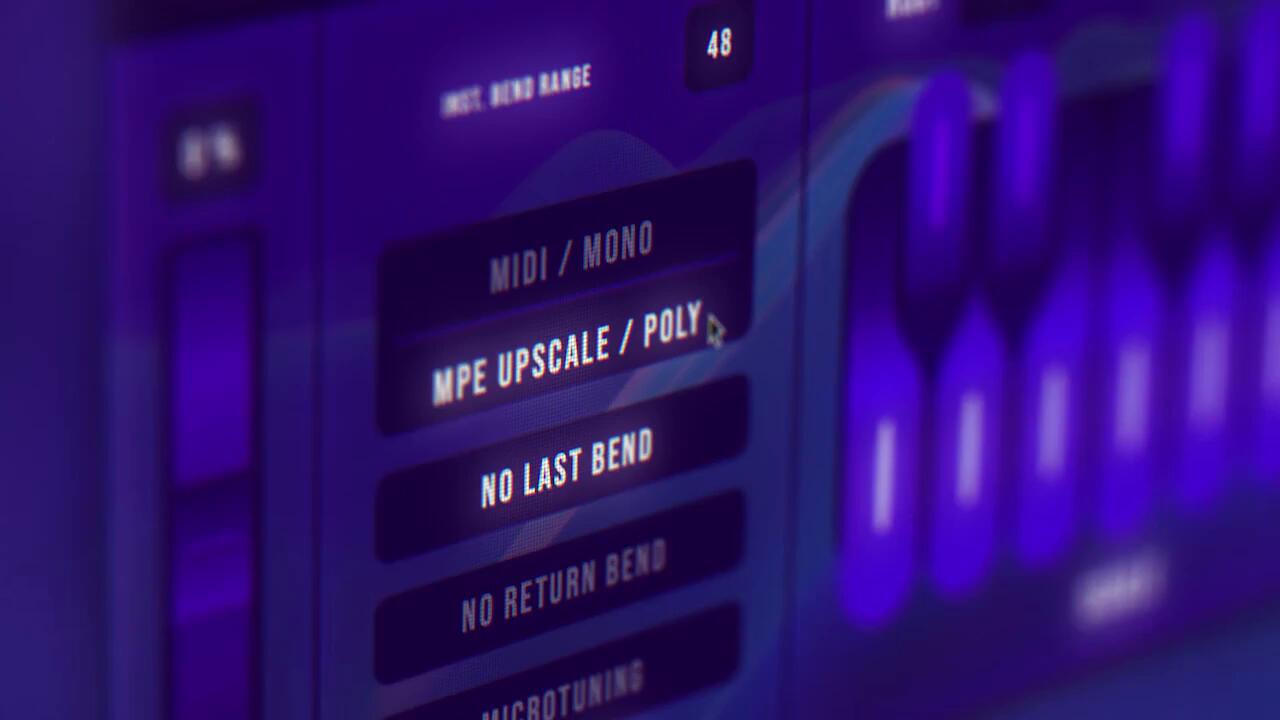 48
INST. BEND RANGE
MIDI / MONO
MPE UPSCALE / POLY
NO LAST BEND
NO RETURN BEND
MICROTUNING